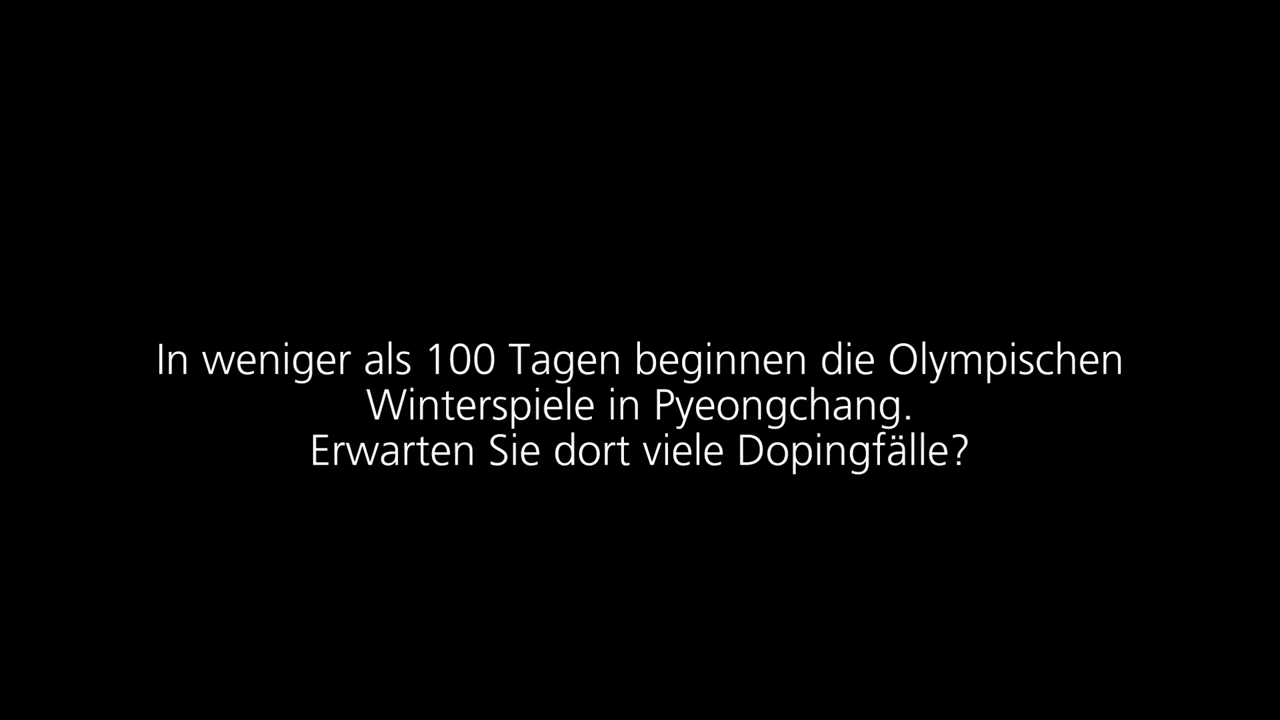 In weniger als 100 Tagen beginnen die Olympischen
Winterspiele in Pyeongchang.
Erwarten Sie dort viele Dopingfälle?